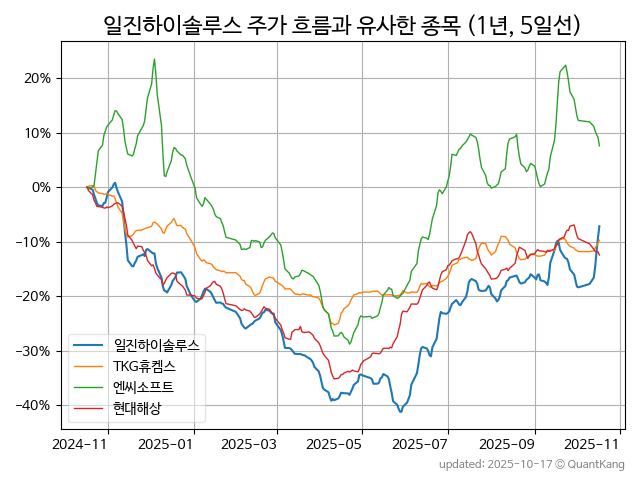 일진하이솔루스 주가 흐름과 유사한 종목 (1년, 5일선)
20%
10%
0%
−10%
−20%
−30%
−40%
일진하이솔루스
TKG휴켐스
엔씨소프트
현대해상
2024−11
2025−01
2025−03
2025−05
2025−07
2025−09
2025−11
updated: 2025-10-17 © QuantKang